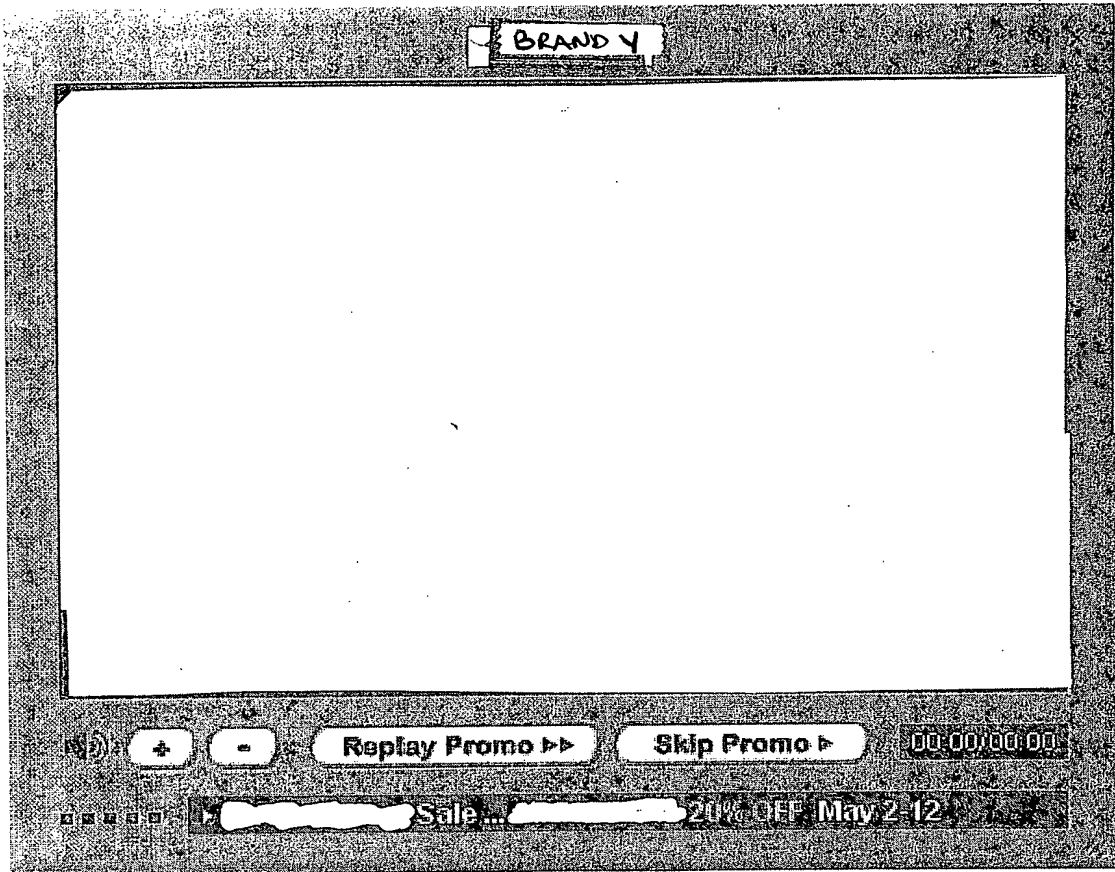 BRAND Y
+ - Replay Promo ▹▹ Skip Promo ▹ 00:00/00:00
Sale ... 20% OFF May 2-12